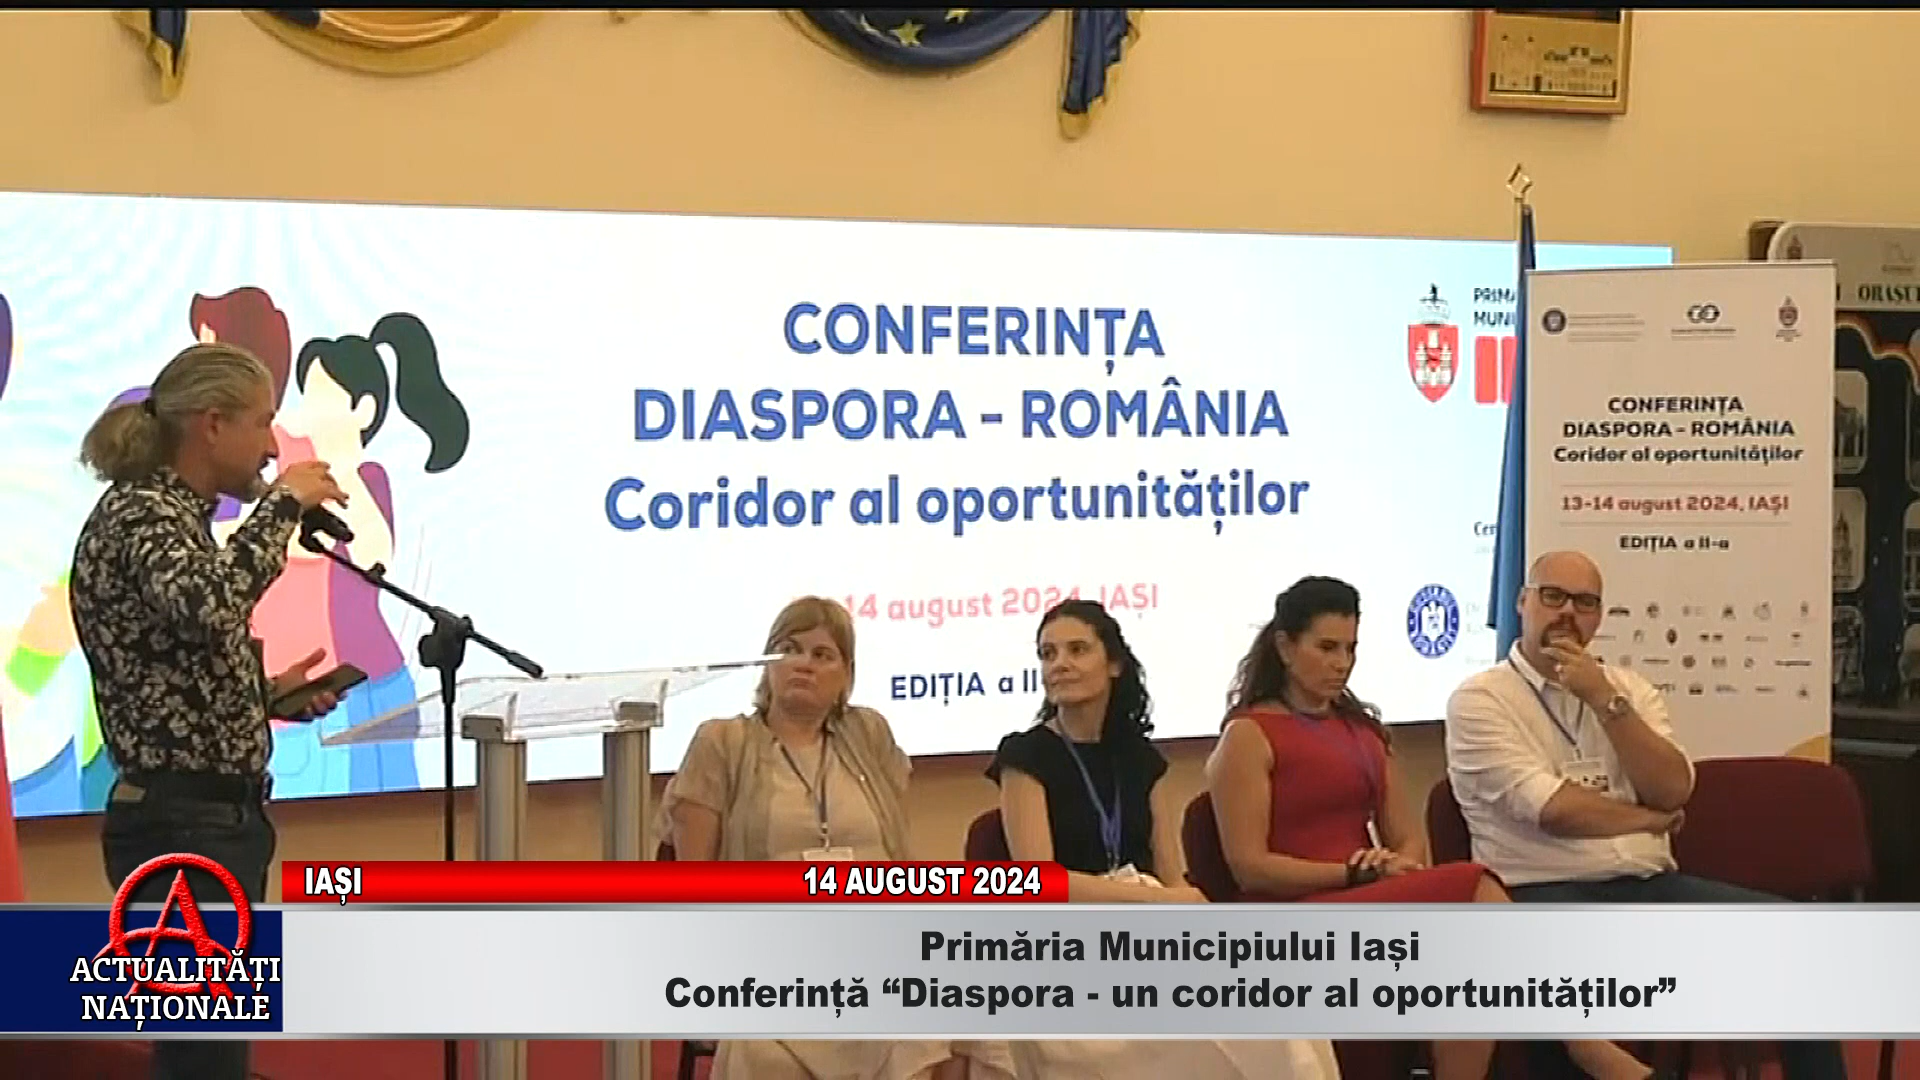 CONFERINȚA
DIASPORA - ROMÂNIA
Coridor al oportunităților
14 august 2024, IAȘI
EDIȚIA a II
ORAȘUL
CONFERINȚA
DIASPORA - ROMÂNIA
Coridor al oportunităților
13-14 august 2024, IAȘI
EDIȚIA a II-a
IAȘI
14 AUGUST 2024
ACTUALITĂȚI
NAȚIONALE
Primăria Municipiului Iași
Conferință “Diaspora - un coridor al oportunităților”